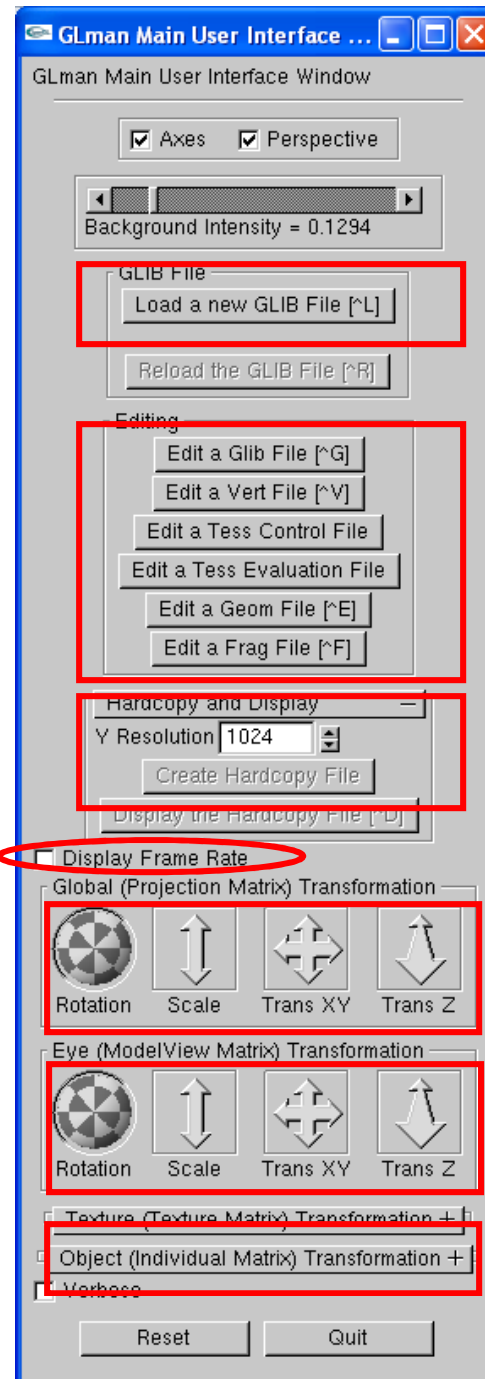 GLman Main User Interface ...
GLman Main User Interface Window
Axes Perspective
Background Intensity = 0.1294
GLIB File
Load a new GLIB File [^L]
Reload the GLIB File [^R]
Editing
Edit a Glib File [^G]
Edit a Vert File [^V]
Edit a Tess Control File
Edit a Tess Evaluation File
Edit a Geom File [^E]
Edit a Frag File [^F]
Hardcopy and Display –
Y Resolution 1024
Create Hardcopy File
Display the Hardcopy File [^D]
Display Frame Rate
Global (Projection Matrix) Transformation
Rotation Scale Trans XY Trans Z
Eye (ModelView Matrix) Transformation
Rotation Scale Trans XY Trans Z
Texture (Texture Matrix) Transformation +
Object (Individual Matrix) Transformation +
Verbose
Reset Quit